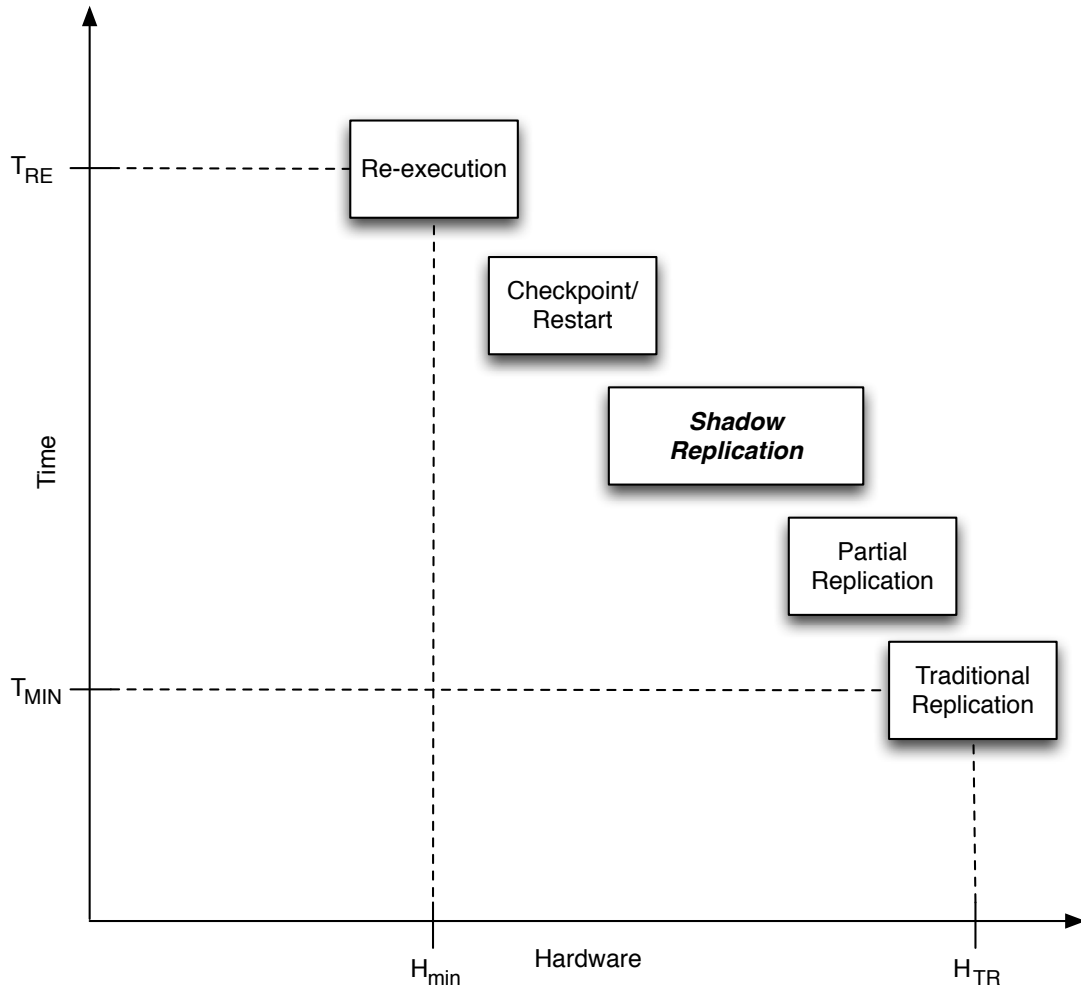 T_RE
Re-execution
Checkpoint/
Restart
Shadow
Replication
Time
Partial
Replication
T_MIN
Traditional
Replication
H_min
Hardware
H_TR